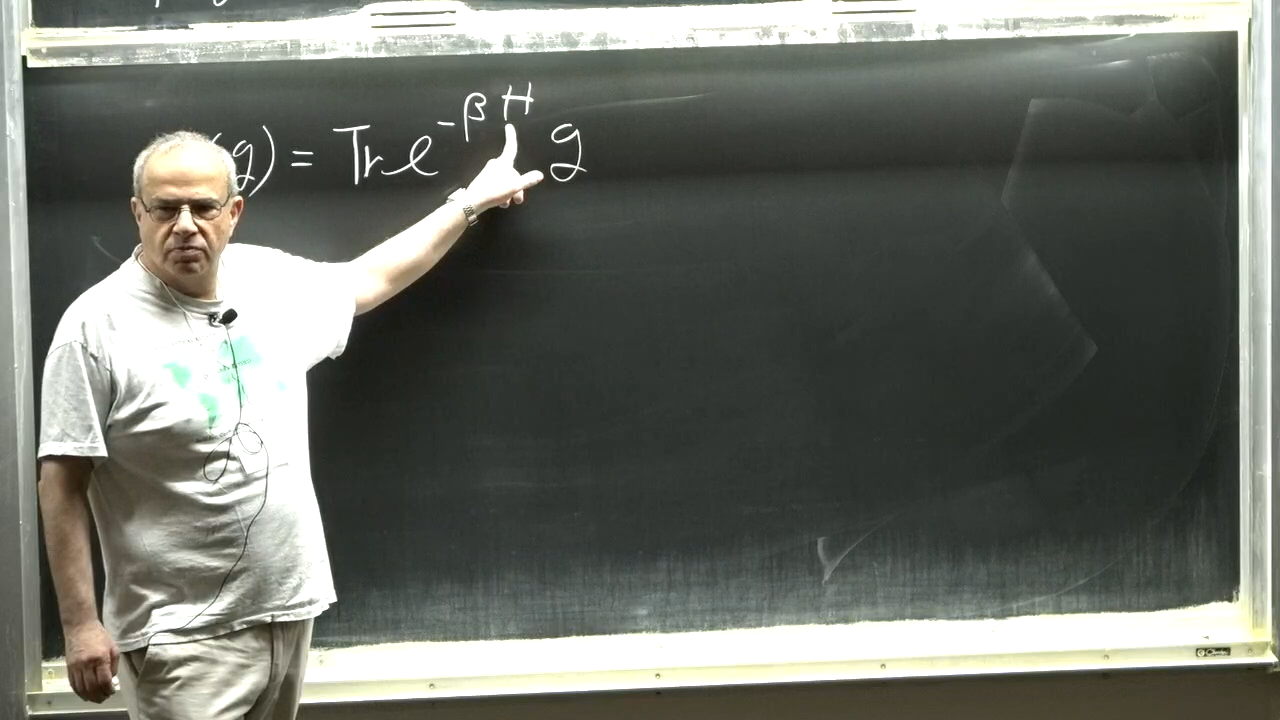 (g) = Tr e^{-βH} g